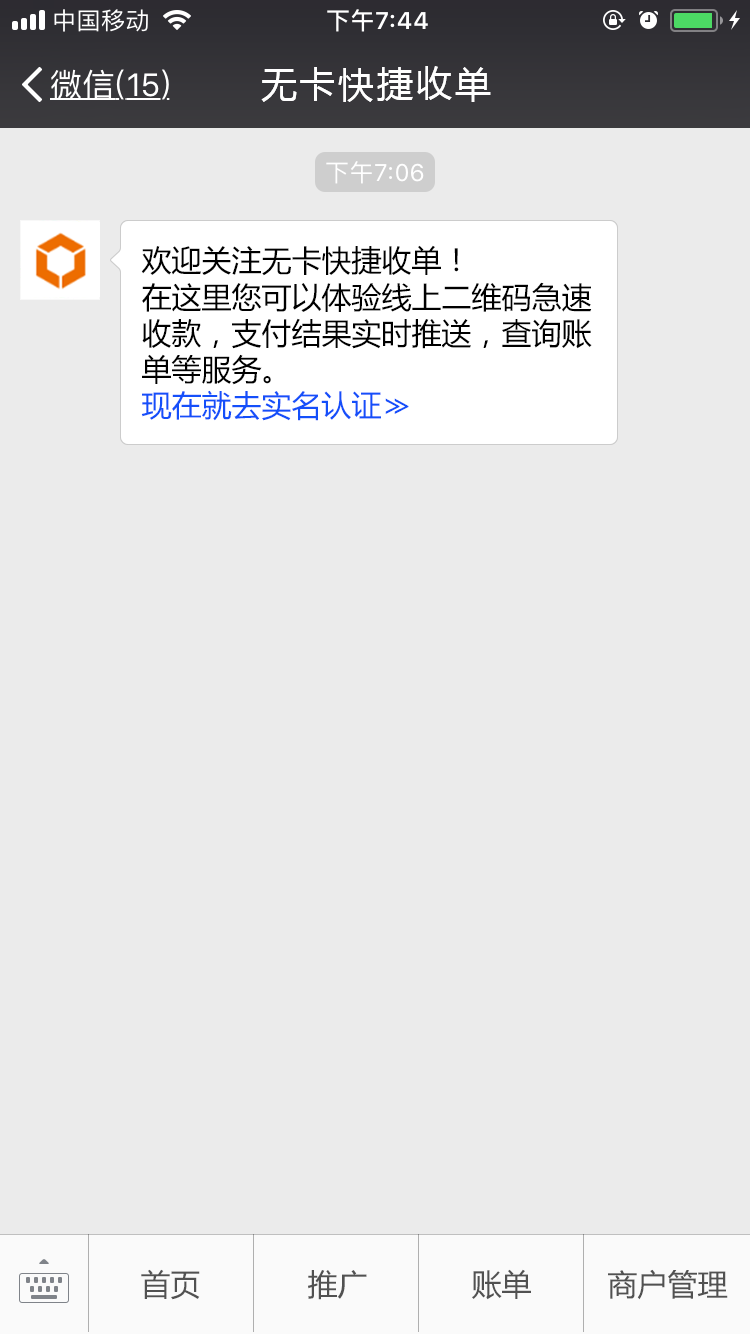 中国移动
下午7:44
微信(15)
无卡快捷收单
下午7:06
欢迎关注无卡快捷收单！
在这里您可以体验线上二维码急速
收款，支付结果实时推送，查询账
单等服务。
现在就去实名认证≫
首页
推广
账单
商户管理